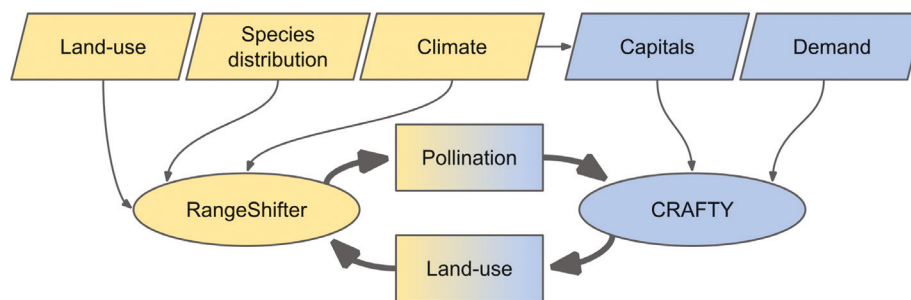 Land-use
Species
distribution
Climate
Capitals
Demand
Pollination
RangeShifter
CRAFTY
Land-use